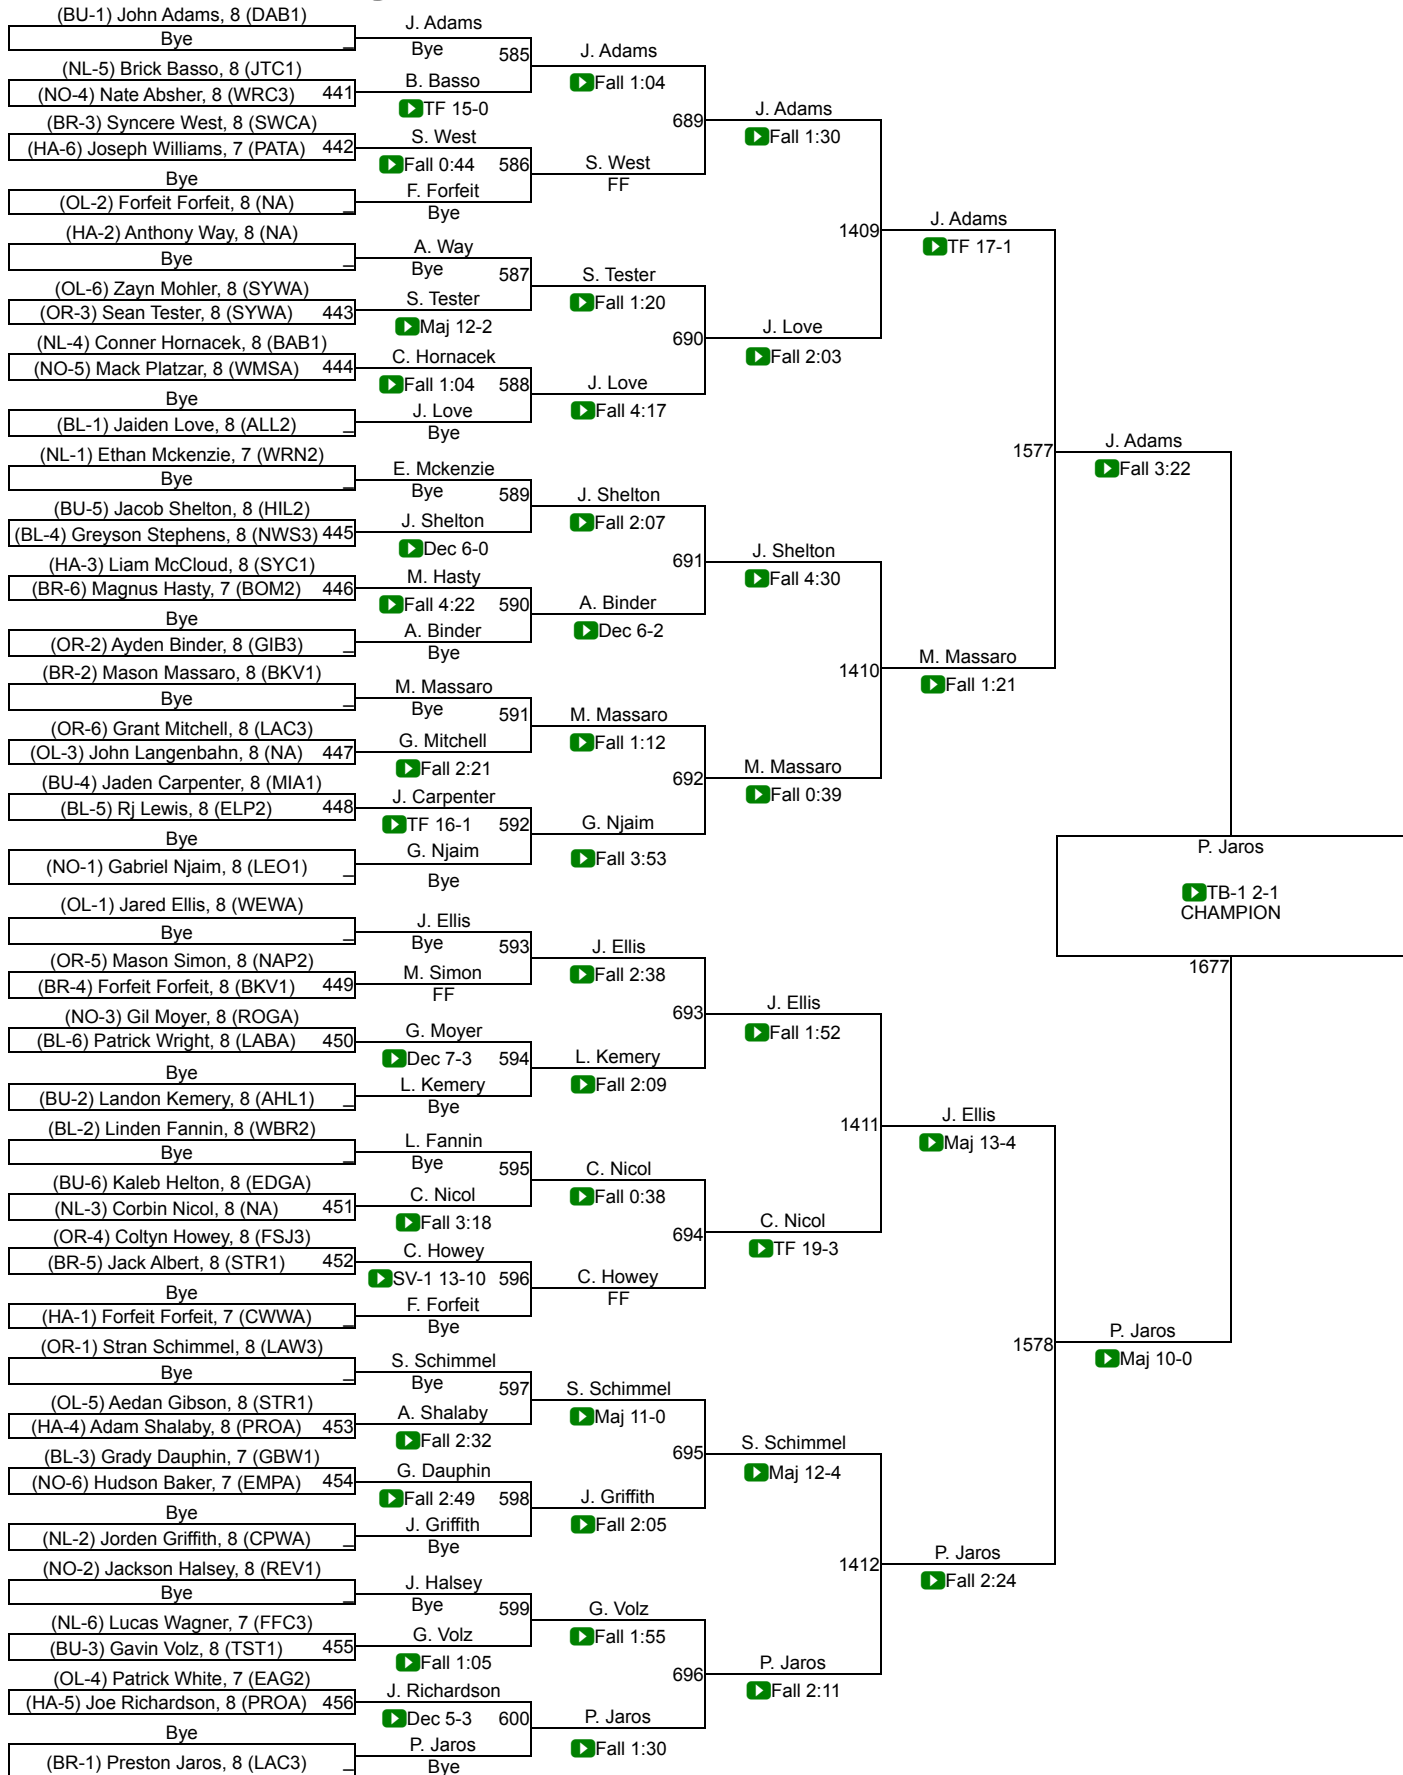 (BU-1) John Adams, 8 (DAB1)
Bye
(NL-5) Brick Basso, 8 (JTC1)
(NO-4) Nate Absher, 8 (WRC3) 441
(BR-3) Syncere West, 8 (SWCA)
(HA-6) Joseph Williams, 7 (PATA) 442
Bye
(OL-2) Forfeit Forfeit, 8 (NA)
(HA-2) Anthony Way, 8 (NA)
Bye
(OL-6) Zayn Mohler, 8 (SYWA)
(OR-3) Sean Tester, 8 (SYWA) 443
(NL-4) Conner Hornacek, 8 (BAB1)
(NO-5) Mack Platzar, 8 (WMSA) 444
Bye
(BL-1) Jaiden Love, 8 (ALL2)
(NL-1) Ethan Mckenzie, 7 (WRN2)
Bye
(BU-5) Jacob Shelton, 8 (HIL2)
(BL-4) Greyson Stephens, 8 (NWS3) 445
(HA-3) Liam McCloud, 8 (SYC1)
(BR-6) Magnus Hasty, 7 (BOM2) 446
Bye
(OR-2) Ayden Binder, 8 (GIB3)
(BR-2) Mason Massaro, 8 (BKV1)
Bye
(OR-6) Grant Mitchell, 8 (LAC3)
(OL-3) John Langenbahn, 8 (NA) 447
(BU-4) Jaden Carpenter, 8 (MIA1)
(BL-5) Rj Lewis, 8 (ELP2) 448
Bye
(NO-1) Gabriel Njaim, 8 (LEO1)
(OL-1) Jared Ellis, 8 (WEWA)
Bye
(OR-5) Mason Simon, 8 (NAP2)
(BR-4) Forfeit Forfeit, 8 (BKV1) 449
(NO-3) Gil Moyer, 8 (ROGA)
(BL-6) Patrick Wright, 8 (LABA) 450
Bye
(BU-2) Landon Kemery, 8 (AHL1)
(BL-2) Linden Fannin, 8 (WBR2)
Bye
(BU-6) Kaleb Helton, 8 (EDGA)
(NL-3) Corbin Nicol, 8 (NA) 451
(OR-4) Coltyn Howey, 8 (FSJ3)
(BR-5) Jack Albert, 8 (STR1) 452
Bye
(HA-1) Forfeit Forfeit, 7 (CWWA)
(OR-1) Stran Schimmel, 8 (LAW3)
Bye
(OL-5) Aedan Gibson, 8 (STR1)
(HA-4) Adam Shalaby, 8 (PROA) 453
(BL-3) Grady Dauphin, 7 (GBW1)
(NO-6) Hudson Baker, 7 (EMPA) 454
Bye
(NL-2) Jorden Griffith, 8 (CPWA)
(NO-2) Jackson Halsey, 8 (REV1)
Bye
(NL-6) Lucas Wagner, 7 (FFC3)
(BU-3) Gavin Volz, 8 (TST1) 455
(OL-4) Patrick White, 7 (EAG2)
(HA-5) Joe Richardson, 8 (PROA) 456
Bye
(BR-1) Preston Jaros, 8 (LAC3)
J. Adams
Bye 585
B. Basso
TF 15-0
S. West
Fall 0:44 586
F. Forfeit
Bye
A. Way
Bye 587
S. Tester
Maj 12-2
C. Hornacek
Fall 1:04 588
J. Love
Bye
E. Mckenzie
Bye 589
J. Shelton
Dec 6-0
M. Hasty
Fall 4:22 590
A. Binder
Bye
M. Massaro
Bye 591
G. Mitchell
Fall 2:21
J. Carpenter
TF 16-1 592
G. Njaim
Bye
J. Ellis
Bye 593
M. Simon
FF
G. Moyer
Dec 7-3 594
L. Kemery
Bye
L. Fannin
Bye 595
C. Nicol
Fall 3:18
C. Howey
SV-1 13-10 596
F. Forfeit
Bye
S. Schimmel
Bye 597
A. Shalaby
Fall 2:32
G. Dauphin
Fall 2:49 598
J. Griffith
Bye
J. Halsey
Bye 599
G. Volz
Fall 1:05
J. Richardson
Dec 5-3 600
P. Jaros
Bye
J. Adams
Fall 1:04
689
S. West
FF
S. Tester
Fall 1:20
690
J. Love
Fall 4:17
J. Shelton
Fall 2:07
691
A. Binder
Dec 6-2
M. Massaro
Fall 1:12
692
G. Njaim
Fall 3:53
J. Ellis
Fall 2:38
693
L. Kemery
Fall 2:09
C. Nicol
Fall 0:38
694
C. Howey
FF
S. Schimmel
Maj 11-0
695
J. Griffith
Fall 2:05
G. Volz
Fall 1:55
696
P. Jaros
Fall 1:30
J. Adams
Fall 1:30
1409
J. Love
Fall 2:03
J. Shelton
Fall 4:30
1410
M. Massaro
Fall 0:39
J. Ellis
Fall 1:52
1411
C. Nicol
TF 19-3
S. Schimmel
Maj 12-4
1412
P. Jaros
Fall 2:11
J. Adams
TF 17-1
1577
M. Massaro
Fall 1:21
J. Ellis
Maj 13-4
1578
P. Jaros
Fall 2:24
J. Adams
Fall 3:22
P. Jaros
Maj 10-0
P. Jaros
TB-1 2-1
CHAMPION
1677